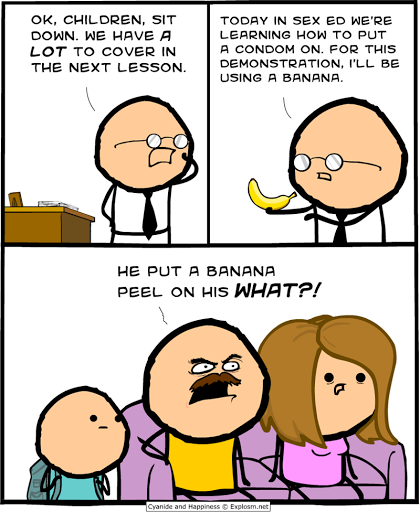 OK, CHILDREN, SIT
DOWN. WE HAVE A
LOT TO COVER IN
THE NEXT LESSON.
TODAY IN SEX ED WE'RE
LEARNING HOW TO PUT
A CONDOM ON. FOR THIS
DEMONSTRATION, I'LL BE
USING A BANANA.
HE PUT A BANANA
PEEL ON HIS WHAT?!
Cyanide and Happiness © Explosm.net